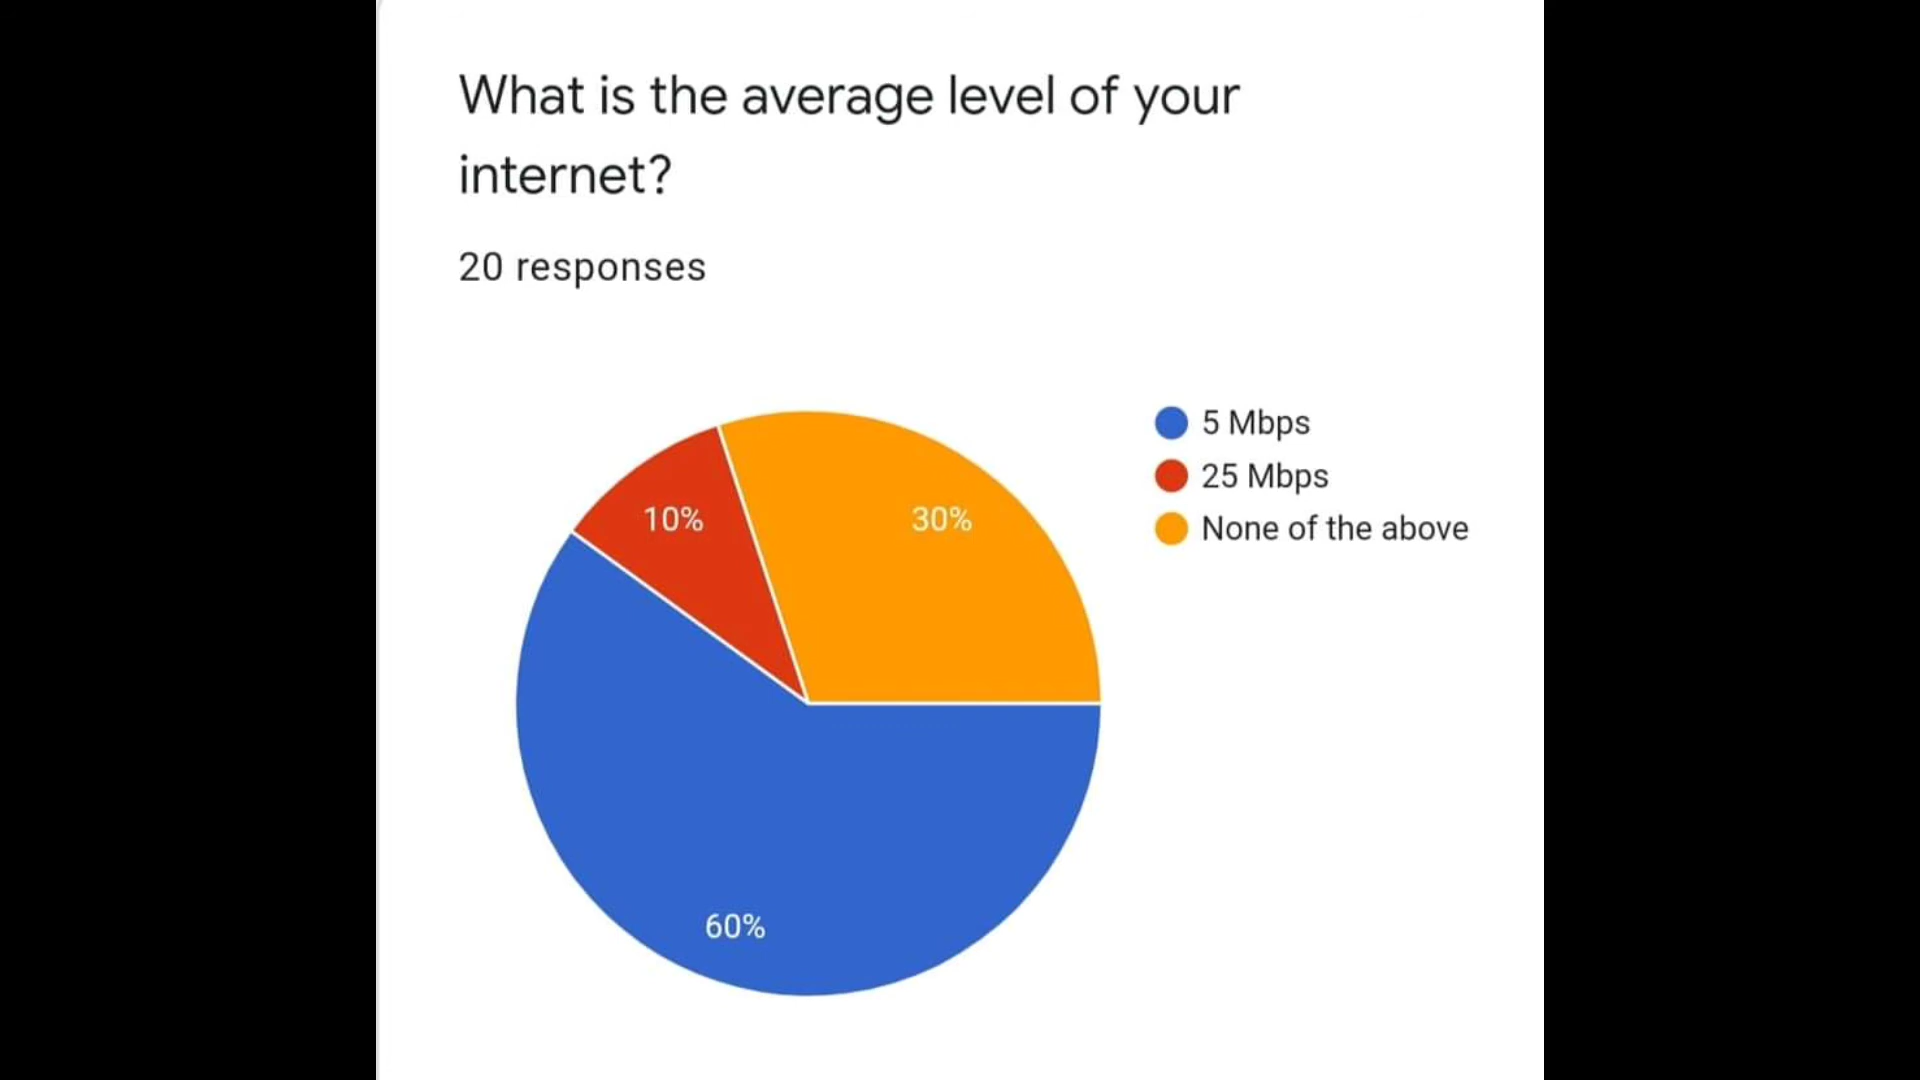 What is the average level of your
internet?
20 responses
5 Mbps
25 Mbps
None of the above
10%
30%
60%